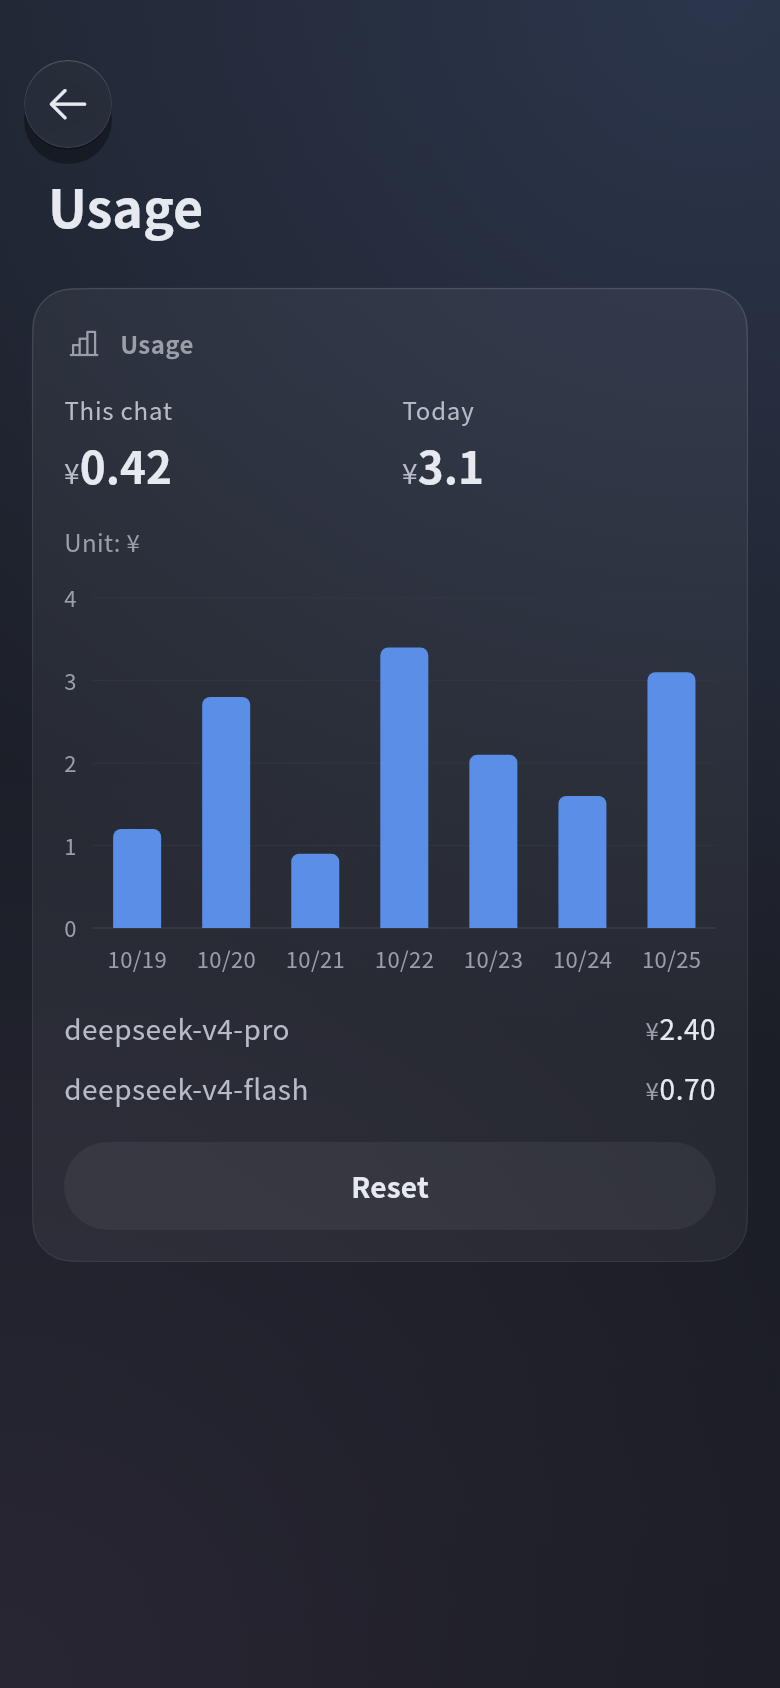 Usage
Usage
This chat
¥0.42
Today
¥3.1
Unit: ¥
4
3
2
1
0
10/19 10/20 10/21 10/22 10/23 10/24 10/25
deepseek-v4-pro ¥2.40
deepseek-v4-flash ¥0.70
Reset